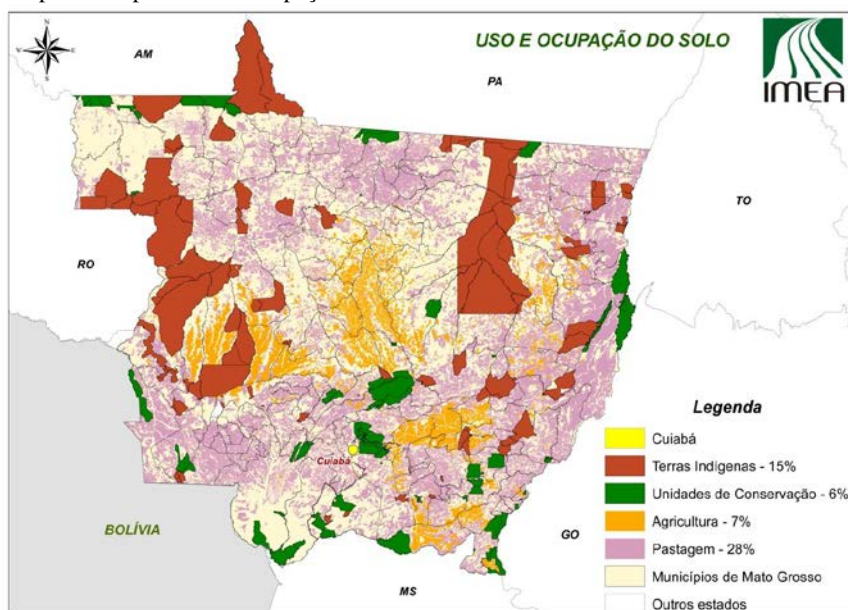 USO E OCUPAÇÃO DO SOLO
IMEA
N
W
E
S
AM
PA
TO
RO
Cuiabá
BOLÍVIA
MS
GO
Legenda
Cuiabá
Terras Indígenas - 15%
Unidades de Conservação - 6%
Agricultura - 7%
Pastagem - 28%
Municípios de Mato Grosso
Outros estados